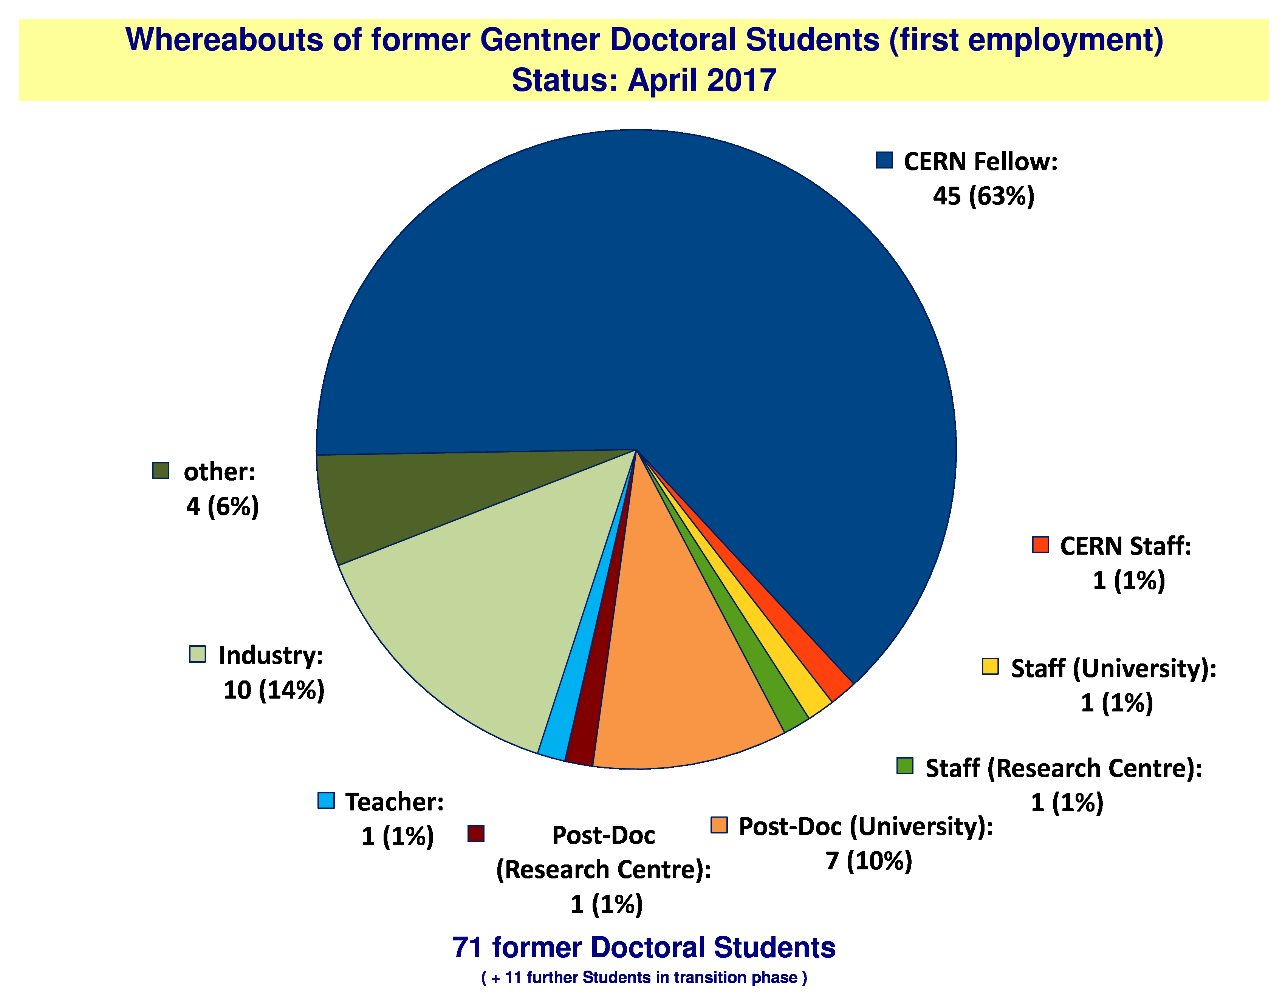 Whereabouts of former Gentner Doctoral Students (first employment)
Status: April 2017
CERN Fellow:
45 (63%)
CERN Staff:
1 (1%)
Staff (University):
1 (1%)
Staff (Research Centre):
1 (1%)
Post-Doc (University):
7 (10%)
Post-Doc
(Research Centre):
1 (1%)
Teacher:
1 (1%)
Industry:
10 (14%)
other:
4 (6%)
71 former Doctoral Students
( + 11 further Students in transition phase )